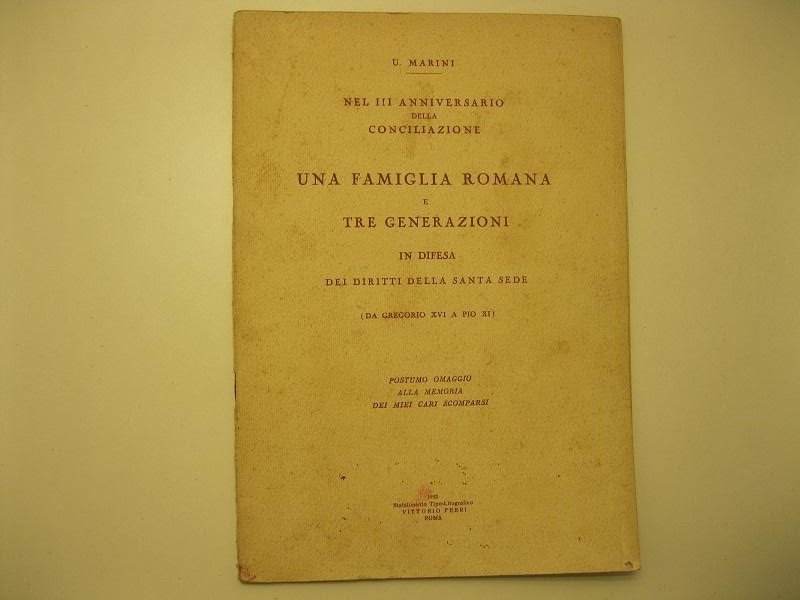 U. MARINI
NEL III ANNIVERSARIO
DELLA
CONCILIAZIONE
UNA FAMIGLIA ROMANA
E
TRE GENERAZIONI
IN DIFESA
DEI DIRITTI DELLA SANTA SEDE
(DA GREGORIO XVI A PIO XI)
POSTUMO OMAGGIO
ALLA MEMORIA
DEI MIEI CARI SCOMPARSI
Stabilimento Tipo-Litografico
VITTORIO FERRI
ROMA